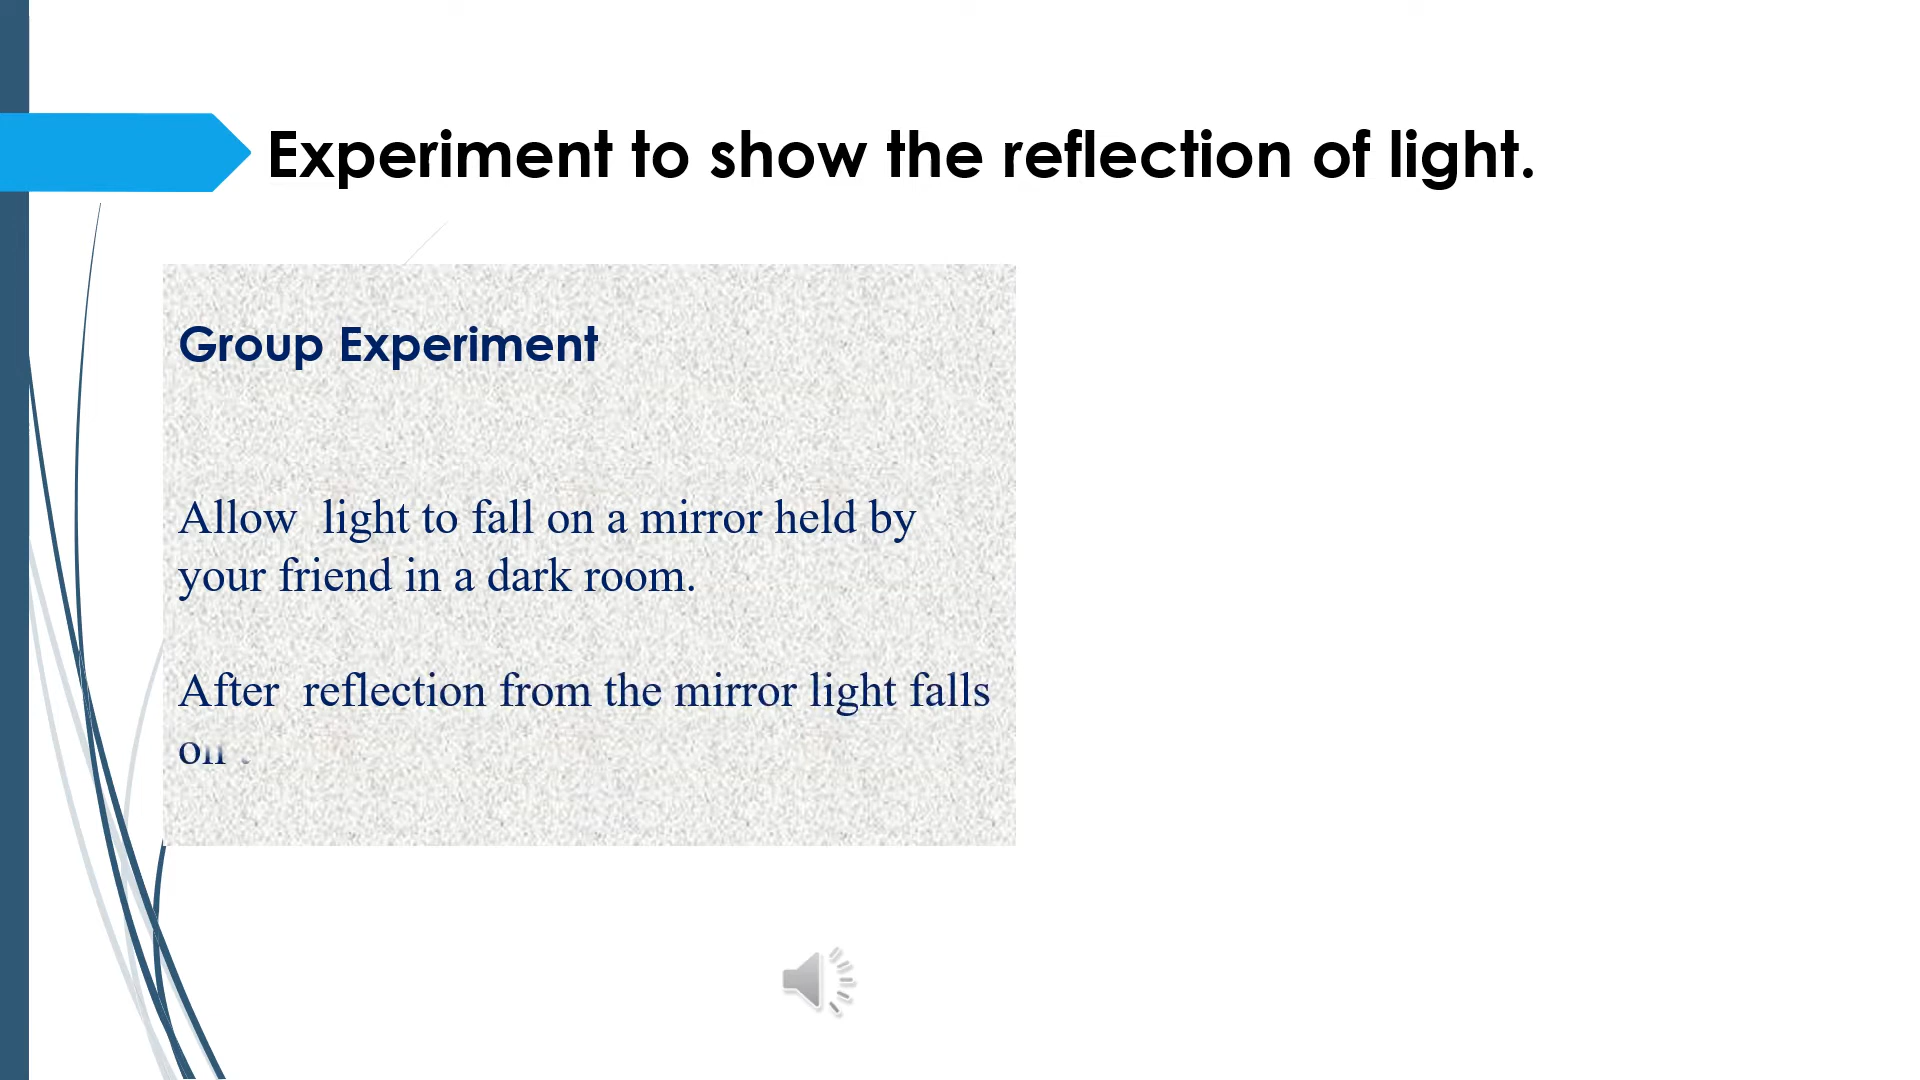 Experiment to show the reflection of light.
Group Experiment
Allow light to fall on a mirror held by
your friend in a dark room.
After reflection from the mirror light falls
on